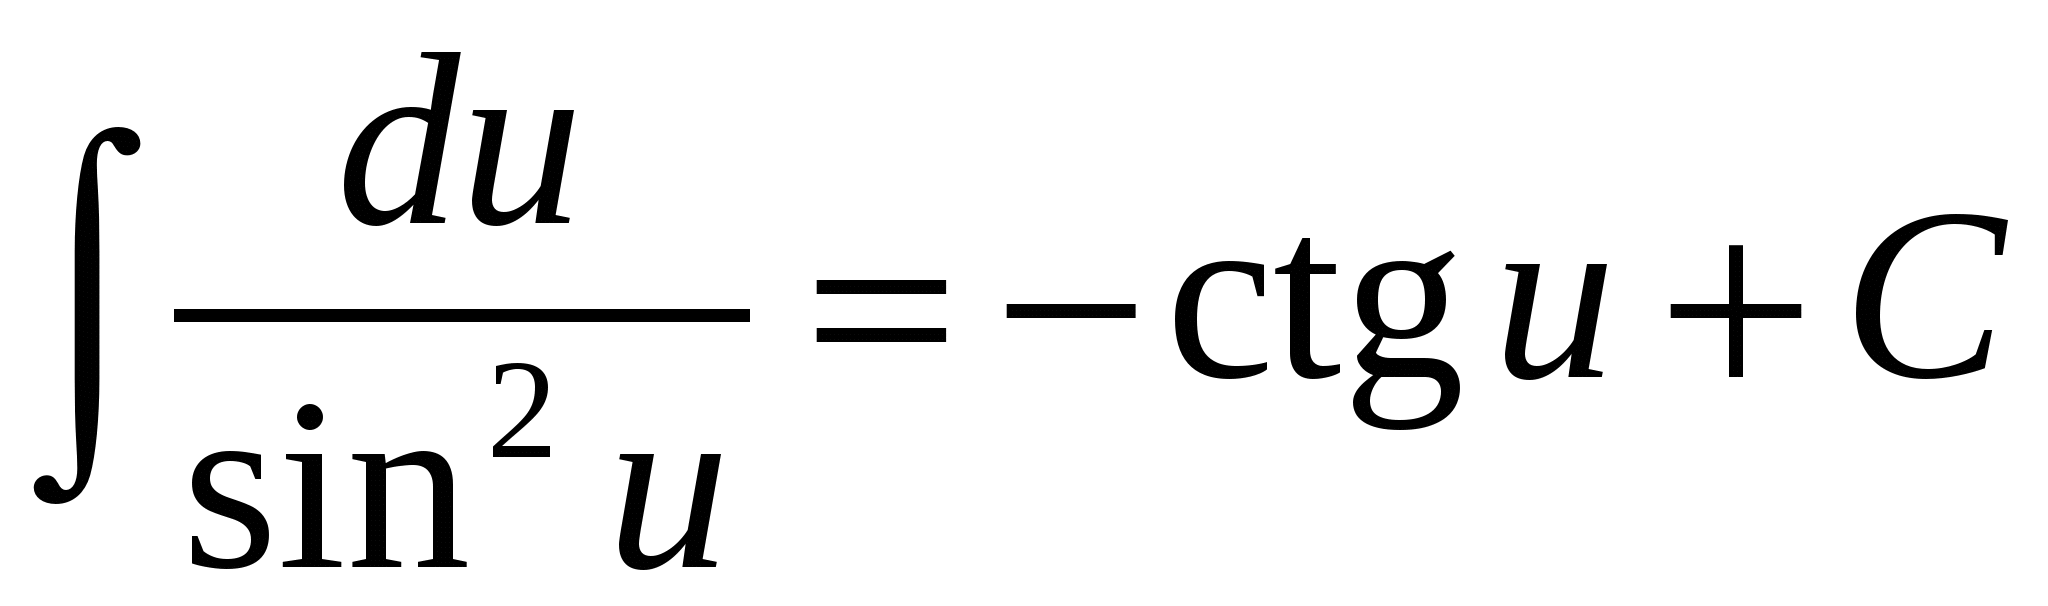 ∫ du / sin² u = −ctg u + C